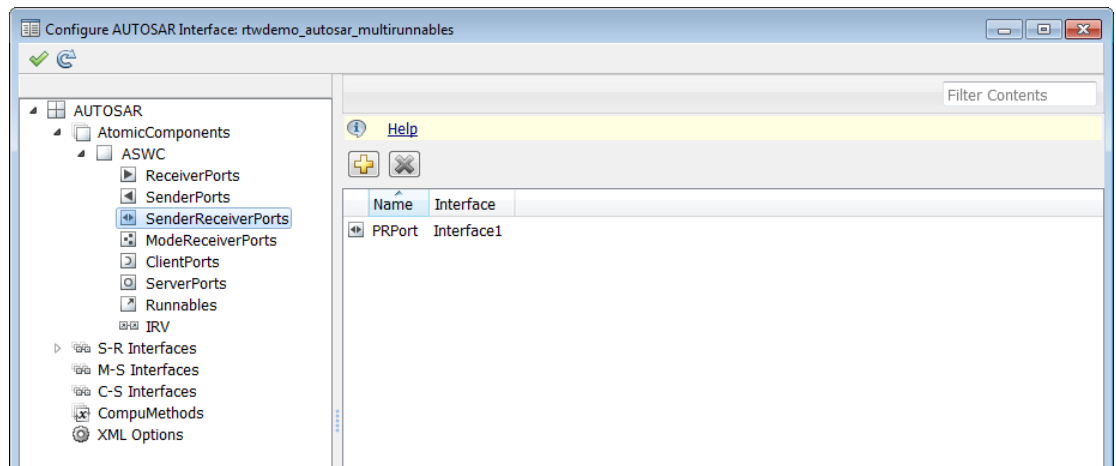 Configure AUTOSAR Interface: rtwdemo_autosar_multirunnables
Filter Contents
AUTOSAR
AtomicComponents
ASWC
ReceiverPorts
SenderPorts
SenderReceiverPorts
ModeReceiverPorts
ClientPorts
ServerPorts
Runnables
IRV
S-R Interfaces
M-S Interfaces
C-S Interfaces
CompuMethods
XML Options
Help
Name Interface
PRPort Interface1